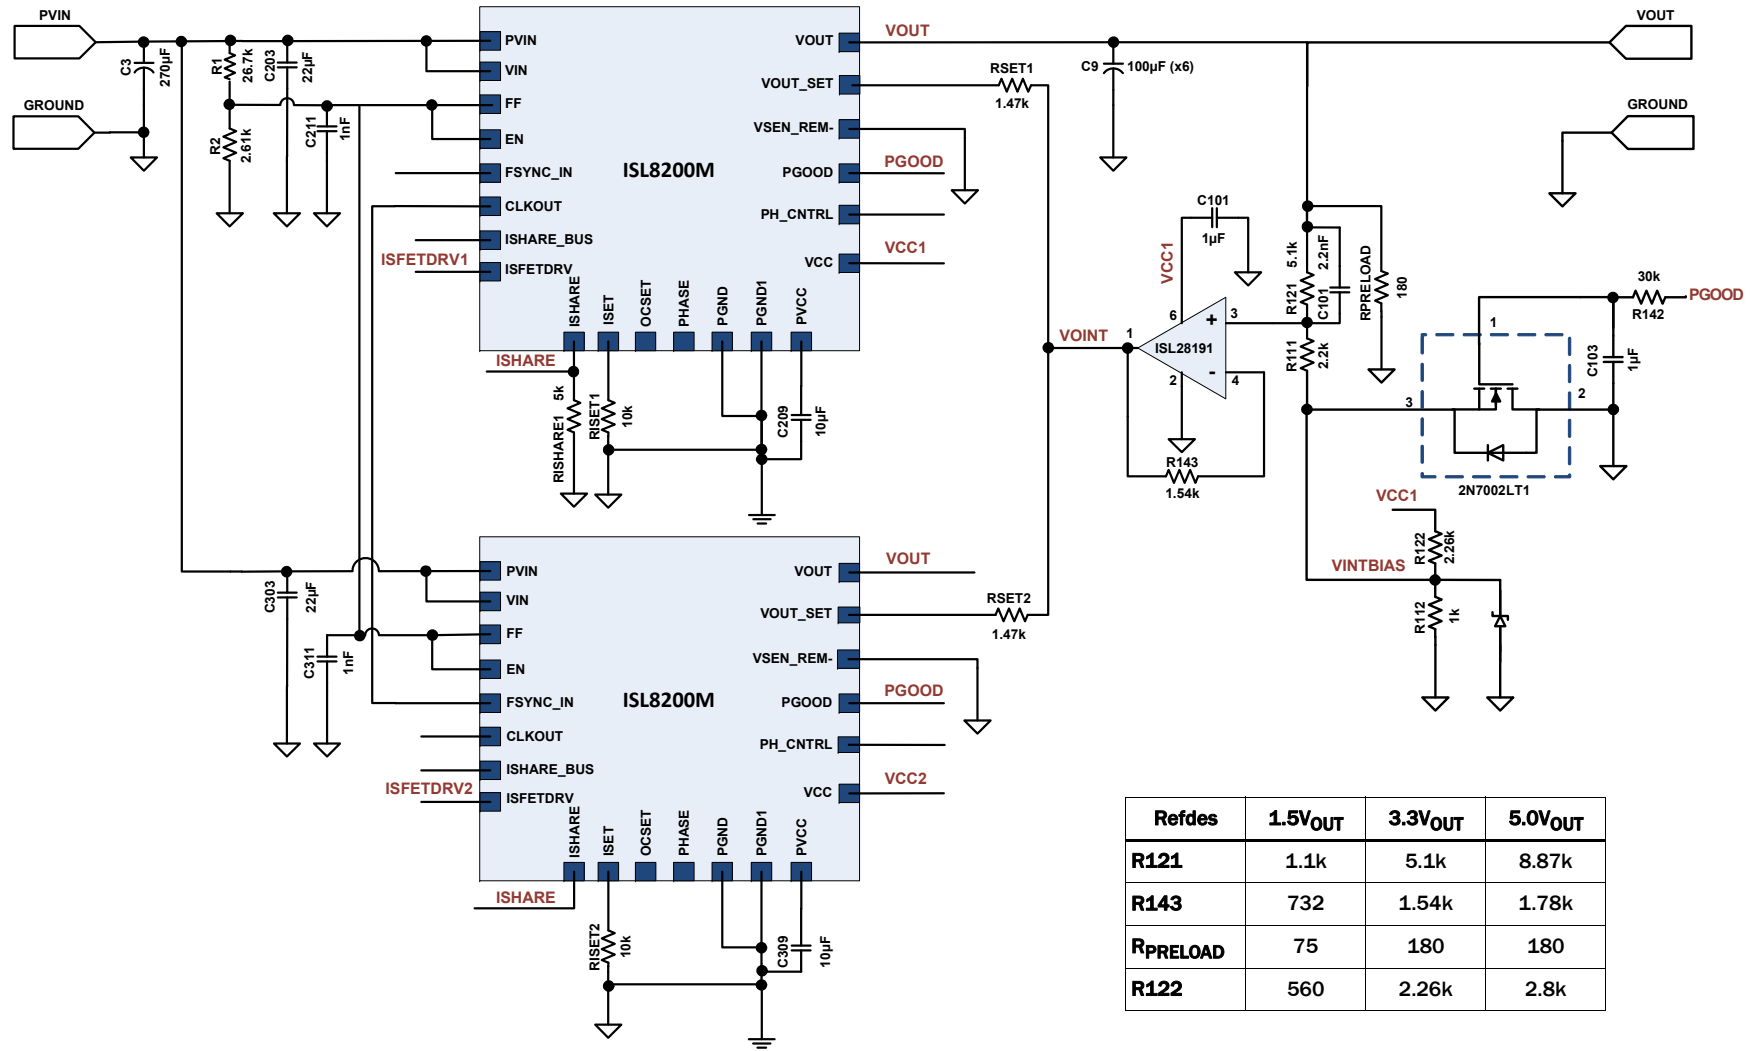 PVIN
GROUND
C3
270µF
R1
26.7k
C203
22µF
R2
2.61k
C211
1nF
PVIN
VIN
FF
EN
FSYNC_IN
CLKOUT
ISHARE_BUS
ISFETDRV
ISFETDRV1
ISL8200M
VOUT
VOUT_SET
VSEN_REM-
PGOOD
PH_CNTRL
VCC
ISHARE
ISET
OCSET
PHASE
PGND
PGND1
PVCC
VOUT
PGOOD
VCC1
ISHARE
RISHARE1
5k
RISET1
10k
C209
10µF
RSET1
1.47k
C9
100µF (x6)
VOUT
GROUND
C101
1µF
VCC1
VOINT
1
6
3
2
4
+
-
ISL28191
R143
1.54k
R121
5.1k
C101
2.2nF
RPRELOAD
180
R111
2.2k
30k
R142
PGOOD
1
3
2
C103
1µF
2N7002LT1
VCC1
R122
2.26k
VINTBIAS
R112
1k
C303
22µF
C311
1nF
PVIN
VIN
FF
EN
FSYNC_IN
CLKOUT
ISHARE_BUS
ISFETDRV
ISFETDRV2
ISL8200M
VOUT
VOUT_SET
VSEN_REM-
PGOOD
PH_CNTRL
VCC
ISHARE
ISET
OCSET
PHASE
PGND
PGND1
PVCC
VOUT
PGOOD
VCC2
RSET2
1.47k
ISHARE
RISET2
10k
C309
10µF
Refdes 1.5VOUT 3.3VOUT 5.0VOUT
R121 1.1k 5.1k 8.87k
R143 732 1.54k 1.78k
RPRELOAD 75 180 180
R122 560 2.26k 2.8k